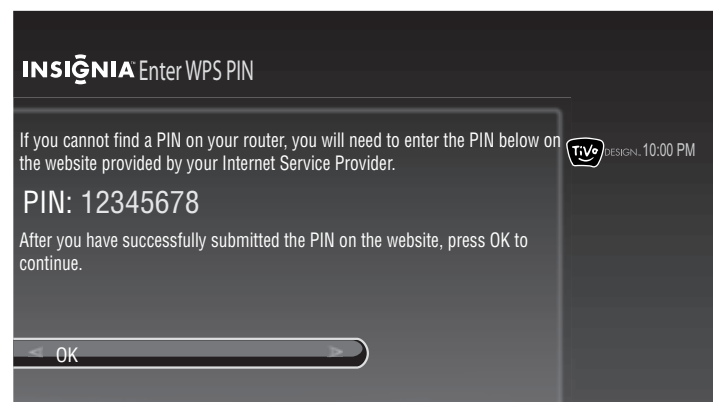 INSIGNIA™ Enter WPS PIN
If you cannot find a PIN on your router, you will need to enter the PIN below on
the website provided by your Internet Service Provider.
TiVo DESIGN™ 10:00 PM
PIN: 12345678
After you have successfully submitted the PIN on the website, press OK to
continue.
OK